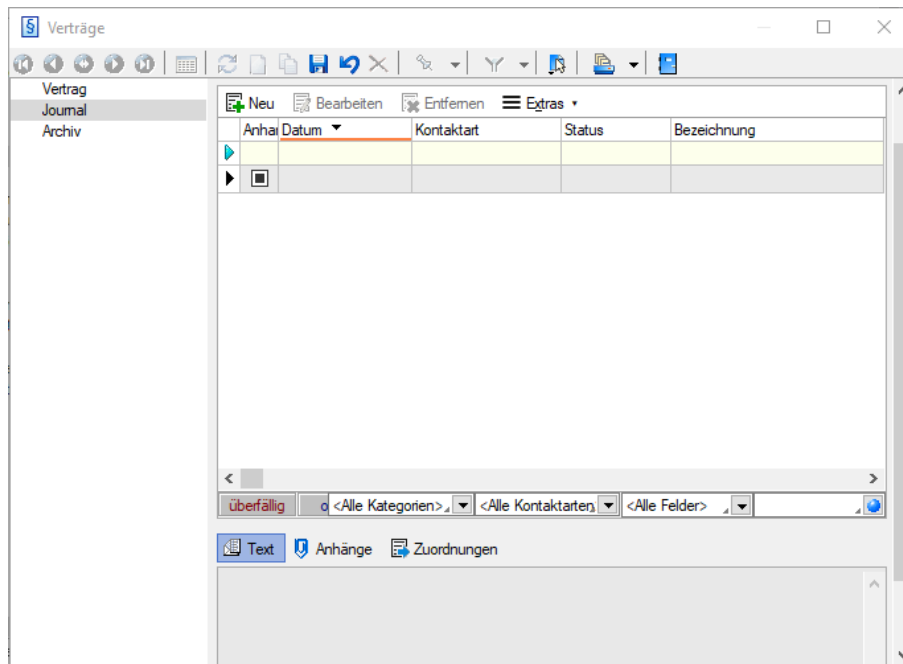 Verträge
Vertrag
Journal
Archiv
Neu Bearbeiten Entfernen Extras
Anha Datum Kontaktart Status Bezeichnung
überfällig o <Alle Kategorien> <Alle Kontaktarten <Alle Felder>
Text Anhänge Zuordnungen